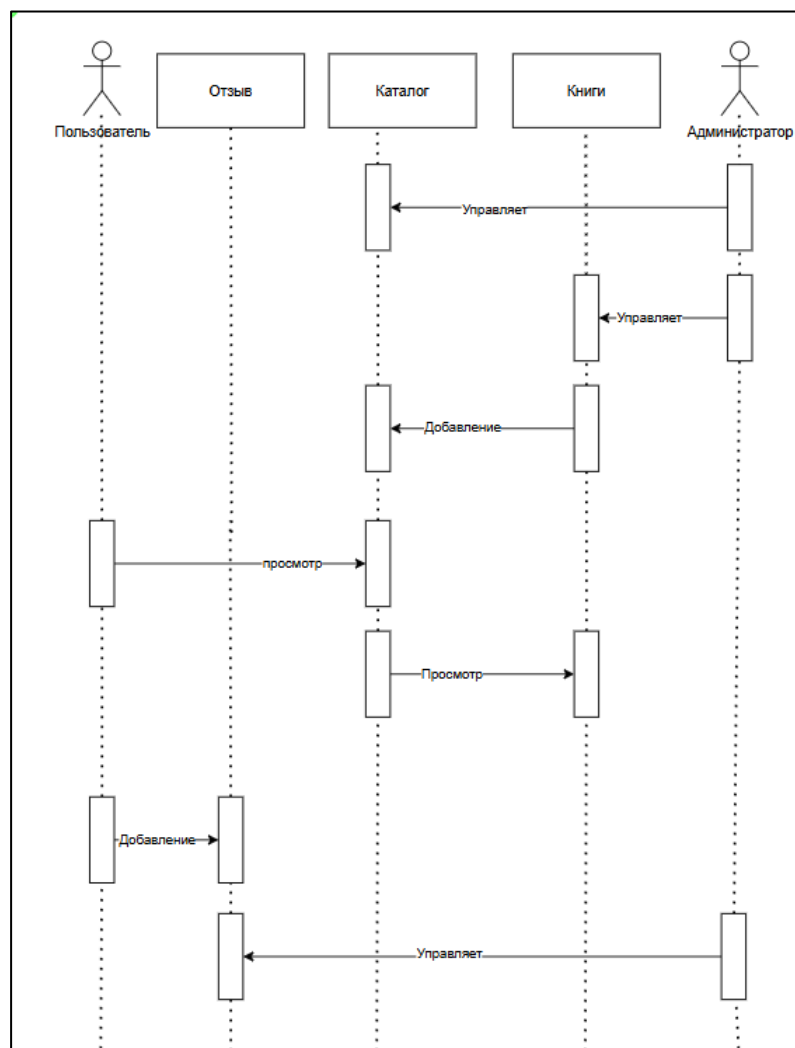 Отзыв
Каталог
Книги
Пользователь
Администратор
Управляет
Управляет
Добавление
просмотр
Просмотр
Добавление
Управляет